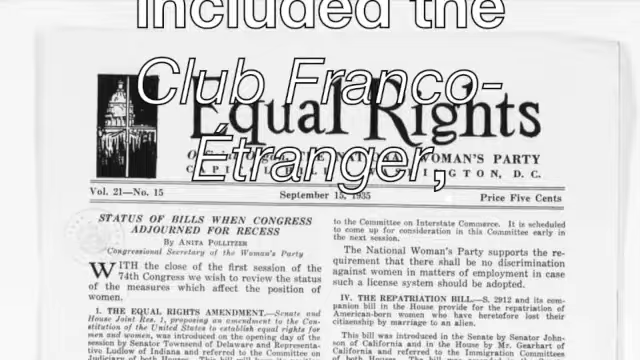 included the
Club Franco-
Étranger,
Equal Rights
THE NATIONAL WOMAN'S PARTY
D. C.
Vol. 21—No. 15
September 15, 1935
Price Five Cents
STATUS OF BILLS WHEN CONGRESS
ADJOURNED FOR RECESS
By Anita Pollitzer
Congressional Secretary of the Woman's Party
WITH the close of the first session of the
74th Congress we wish to review the status
of the measures which affect the position of
women.
I. THE EQUAL RIGHTS AMENDMENT.—Senate and
House Joint Res. 1, proposing an amendment to the Con-
stitution of the United States to establish equal rights for
men and women, was introduced on the opening day of the
session by Senator Townsend of Delaware and Representa-
tive Ludlow of Indiana and referred to the Committee on
to the Committee on Interstate Commerce. It is scheduled
to come up for consideration in this Committee early in
the next session.
The National Woman's Party supports the re-
quirement that there shall be no discrimination
against women in matters of employment in case
such a license system should be adopted.
IV. THE REPATRIATION BILL—S. 2912 and its com-
panion bill in the House provide for the repatriation of
American-born women who have heretofore lost their
citizenship by marriage to an alien.
This bill was introduced in the Senate by Senator John-
son of California and in the House by Mr. Gearhart of
California and referred to the Immigration Committees